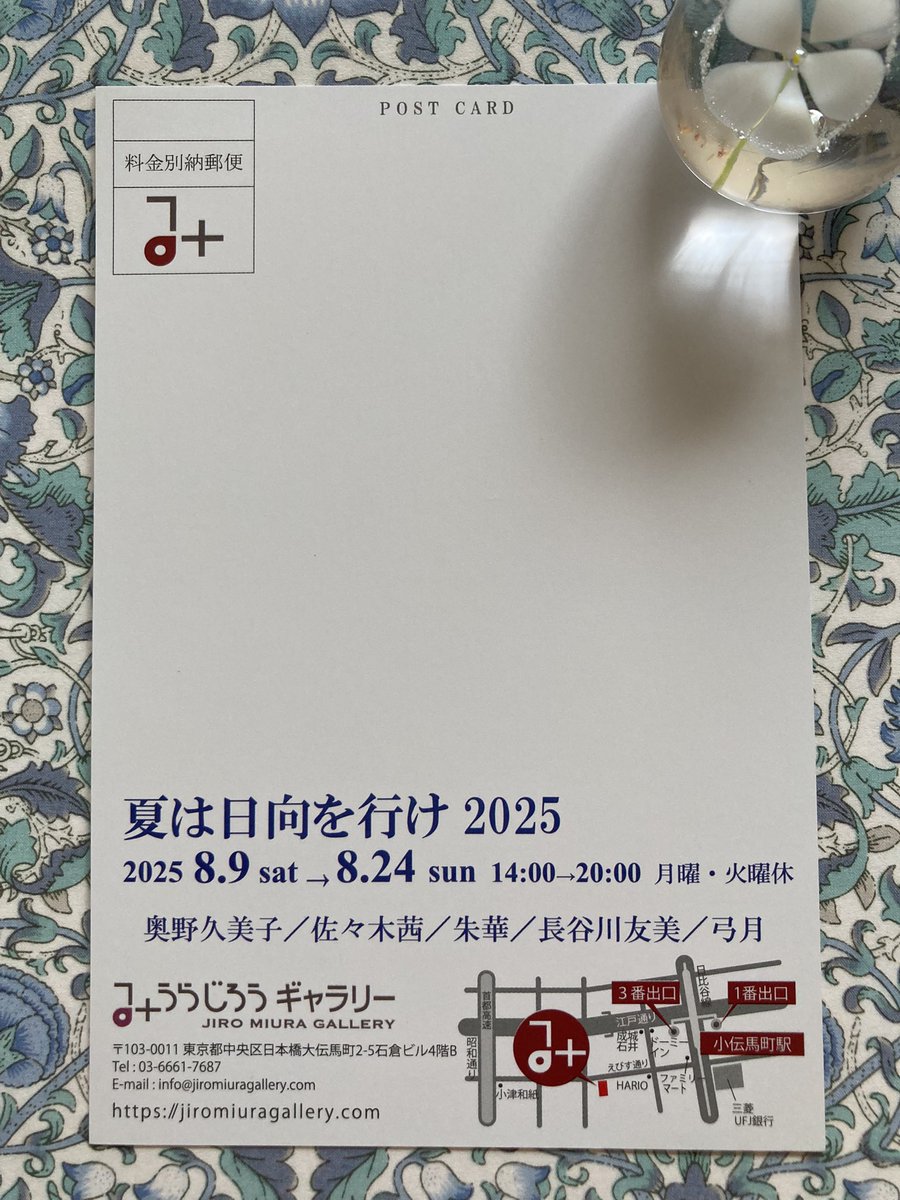 POST CARD
料金別納郵便
夏は日向を行け 2025
2025 8.9 sat → 8.24 sun 14:00→20:00 月曜・火曜休
奥野久美子／佐々木茜／朱華／長谷川友美／弓月
うらじろうギャラリー
JIRO MIURA GALLERY
〒103-0011 東京都中央区日本橋大伝馬町2-5石倉ビル4階B
Tel : 03-6661-7687
E-mail : info@jiromiuragallery.com
https://jiromiuragallery.com
首都高速
昭和通り
小津和紙
日比谷線
3番出口
1番出口
江戸通り
成城石井
ドーミーイン
小伝馬町駅
えびす通り
HARIO
ファミリーマート
三菱
UFJ銀行